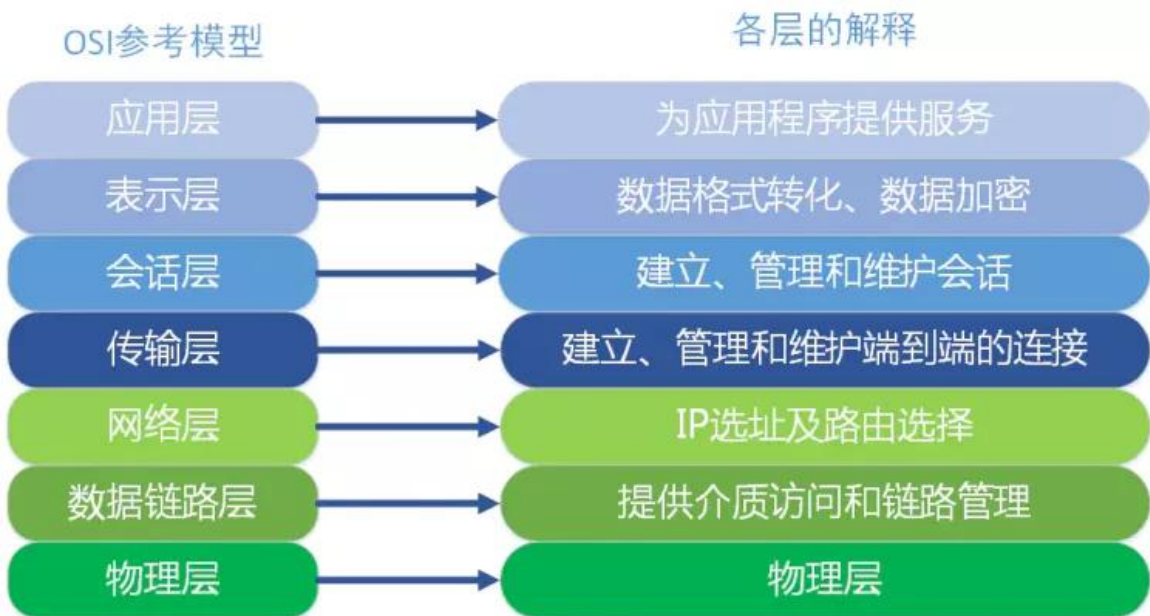 OSI参考模型
各层的解释
应用层
为应用程序提供服务
表示层
数据格式转化、数据加密
会话层
建立、管理和维护会话
传输层
建立、管理和维护端到端的连接
网络层
IP选址及路由选择
数据链路层
提供介质访问和链路管理
物理层
物理层